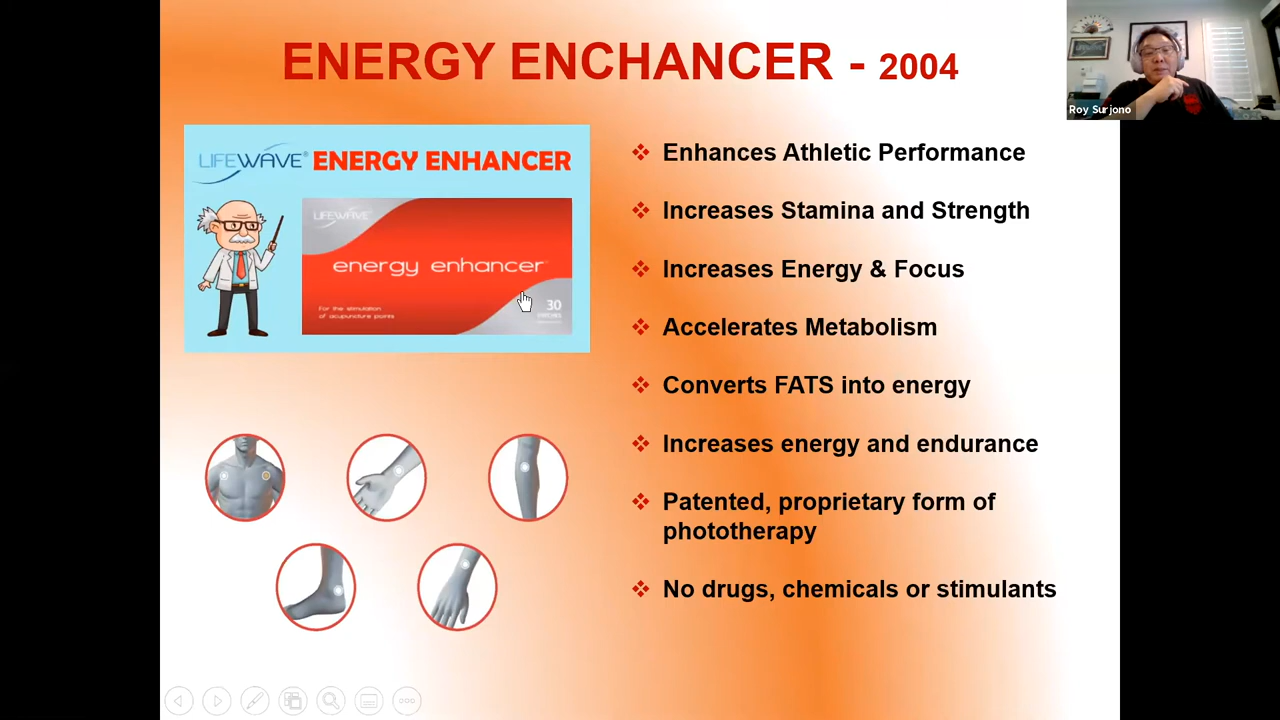 ENERGY ENCHANCER - 2004
Roy Surjono
LIFEWAVE® ENERGY ENHANCER
LIFEWAVE
energy enhancer
For the stimulation
of acupuncture points
30
PATCHES
❖ Enhances Athletic Performance
❖ Increases Stamina and Strength
❖ Increases Energy & Focus
❖ Accelerates Metabolism
❖ Converts FATS into energy
❖ Increases energy and endurance
❖ Patented, proprietary form of
phototherapy
❖ No drugs, chemicals or stimulants